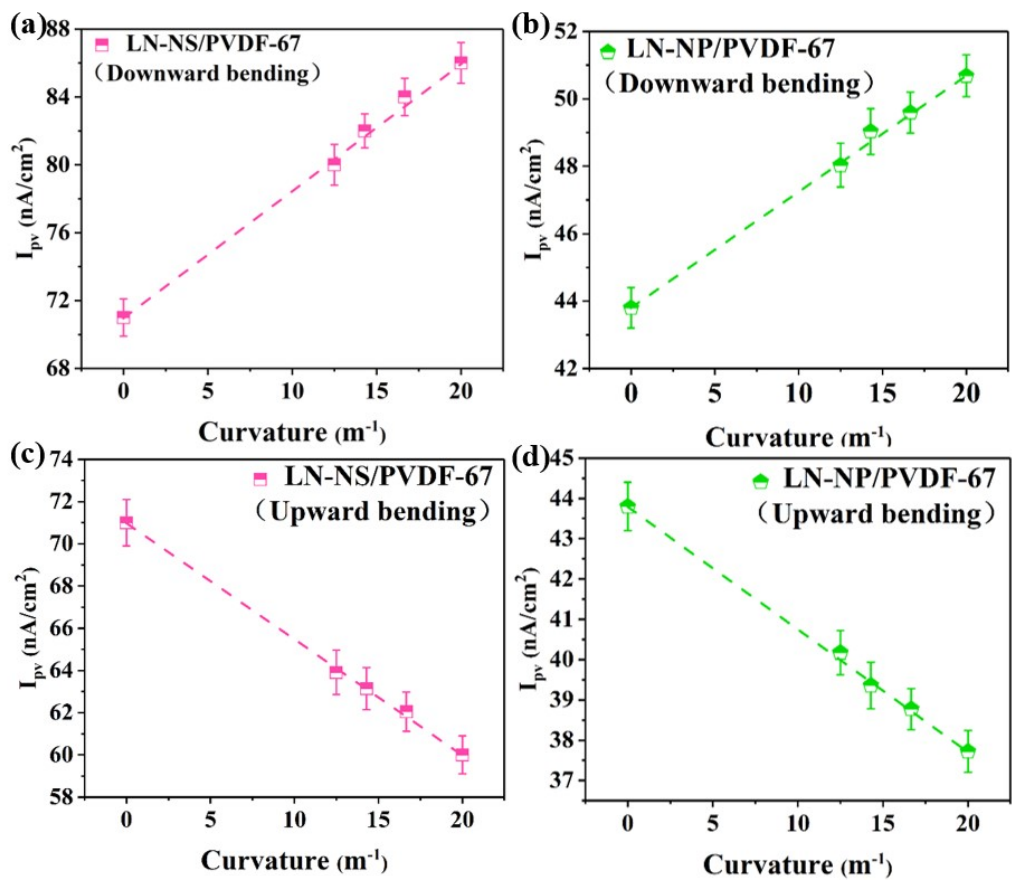 (a)
LN-NS/PVDF-67
（Downward bending）
88
84
80
76
72
68
I_pv (nA/cm²)
0 5 10 15 20
Curvature (m⁻¹)
(b)
LN-NP/PVDF-67
（Downward bending）
52
50
48
46
44
42
I_pv (nA/cm²)
0 5 10 15 20
Curvature (m⁻¹)
(c)
LN-NS/PVDF-67
（Upward bending）
74
72
70
68
66
64
62
60
58
I_pv (nA/cm²)
0 5 10 15 20
Curvature (m⁻¹)
(d)
LN-NP/PVDF-67
（Upward bending）
45
44
43
42
41
40
39
38
37
I_pv (nA/cm²)
0 5 10 15 20
Curvature (m⁻¹)